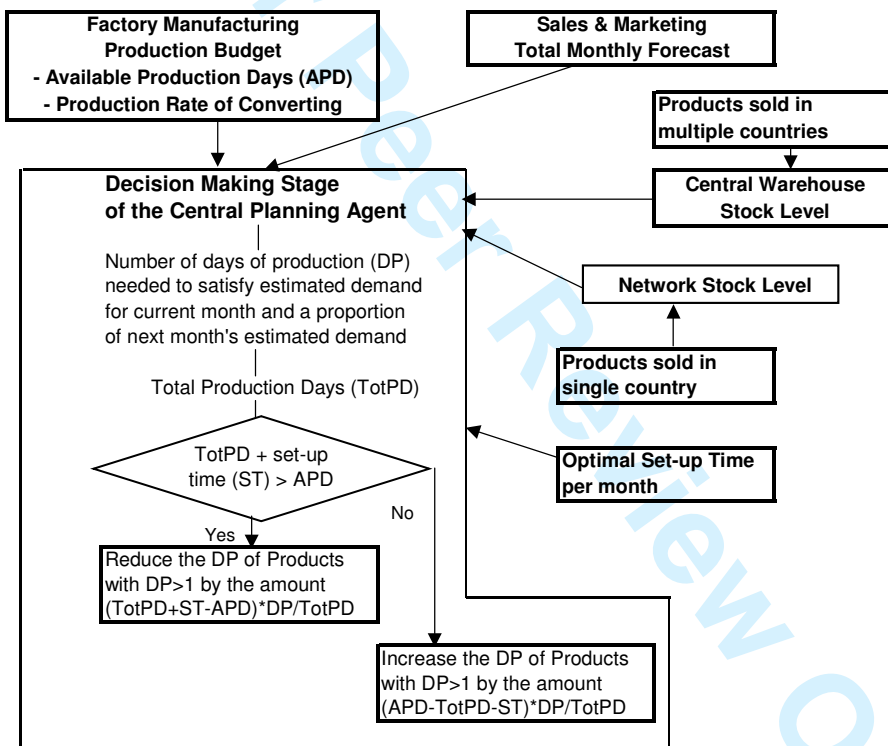 Factory Manufacturing
Production Budget
- Available Production Days (APD)
- Production Rate of Converting
Sales & Marketing
Total Monthly Forecast
Products sold in
multiple countries
Central Warehouse
Stock Level
Decision Making Stage
of the Central Planning Agent
Number of days of production (DP)
needed to satisfy estimated demand
for current month and a proportion
of next month's estimated demand
Network Stock Level
Products sold in
single country
Total Production Days (TotPD)
TotPD + set-up
time (ST) > APD
Optimal Set-up Time
per month
No
Yes
Reduce the DP of Products
with DP>1 by the amount
(TotPD+ST-APD)*DP/TotPD
Increase the DP of Products
with DP>1 by the amount
(APD-TotPD-ST)*DP/TotPD
Peer Review